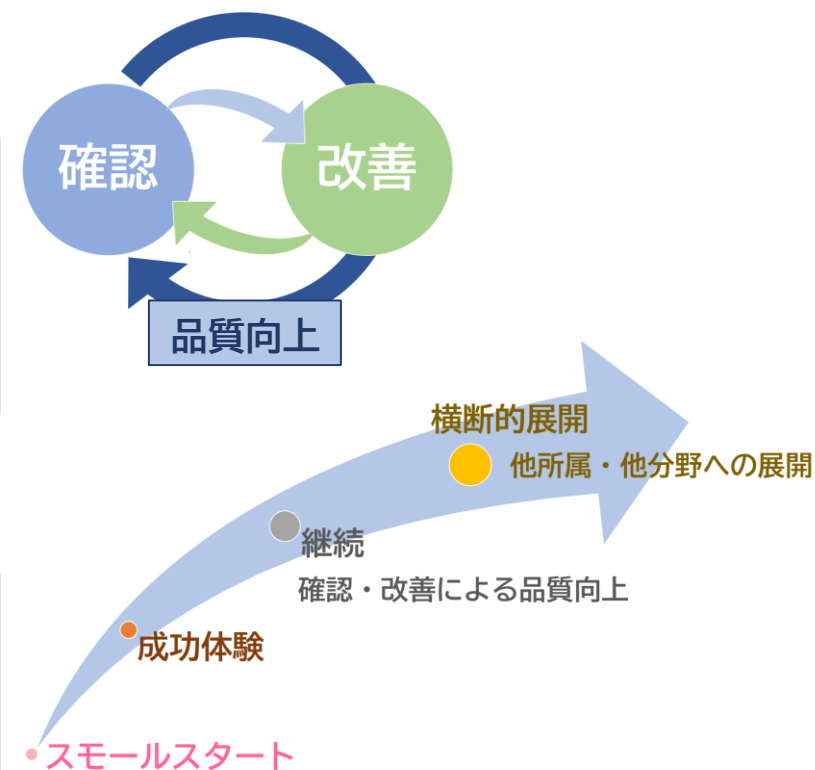 確認
改善
品質向上
横断的展開
他所属・他分野への展開
継続
確認・改善による品質向上
成功体験
スモールスタート